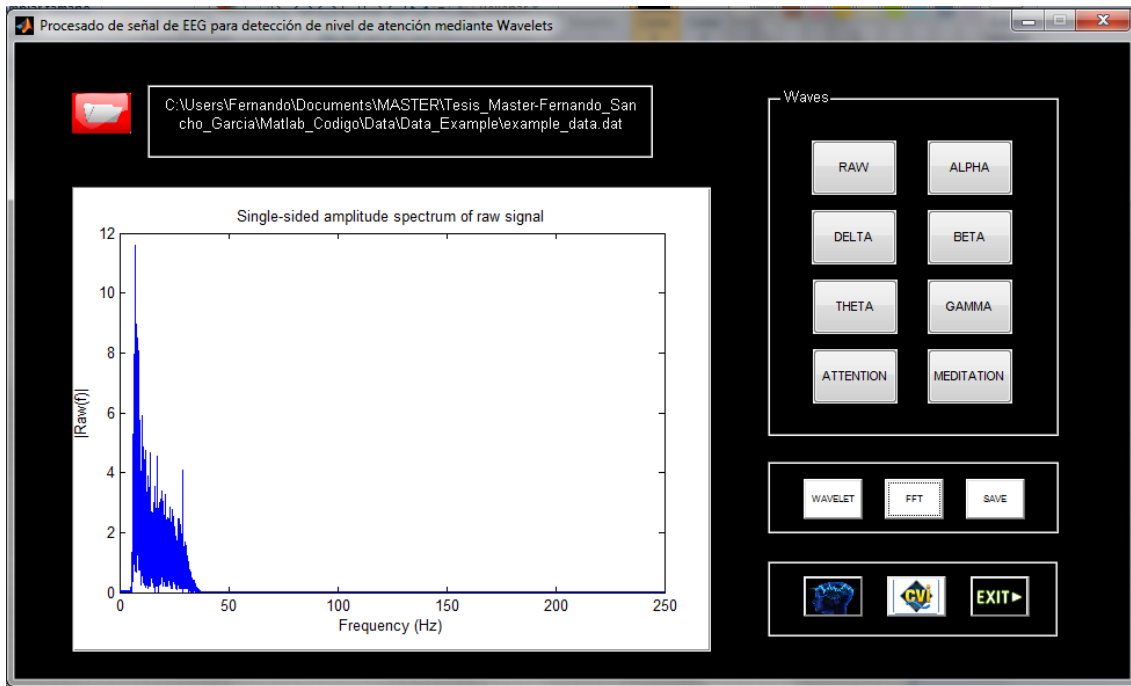 Procesado de señal de EEG para detección de nivel de atención mediante Wavelets
C:\Users\Fernando\Documents\MASTER\Tesis_Master-Fernando_San
cho_Garcia\Matlab_Codigo\Data\Data_Example\example_data.dat
Single-sided amplitude spectrum of raw signal
12
10
8
6
4
2
0
|Raw(f)|
0 50 100 150 200 250
Frequency (Hz)
Waves
RAW ALPHA
DELTA BETA
THETA GAMMA
ATTENTION MEDITATION
WAVELET FFT SAVE
CVI EXIT